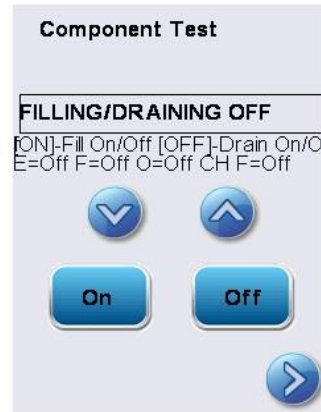 Component Test
FILLING/DRAINING OFF
[ON]-Fill On/Off [OFF]-Drain On/O
E=Off F=Off O=Off CH F=Off
On
Off